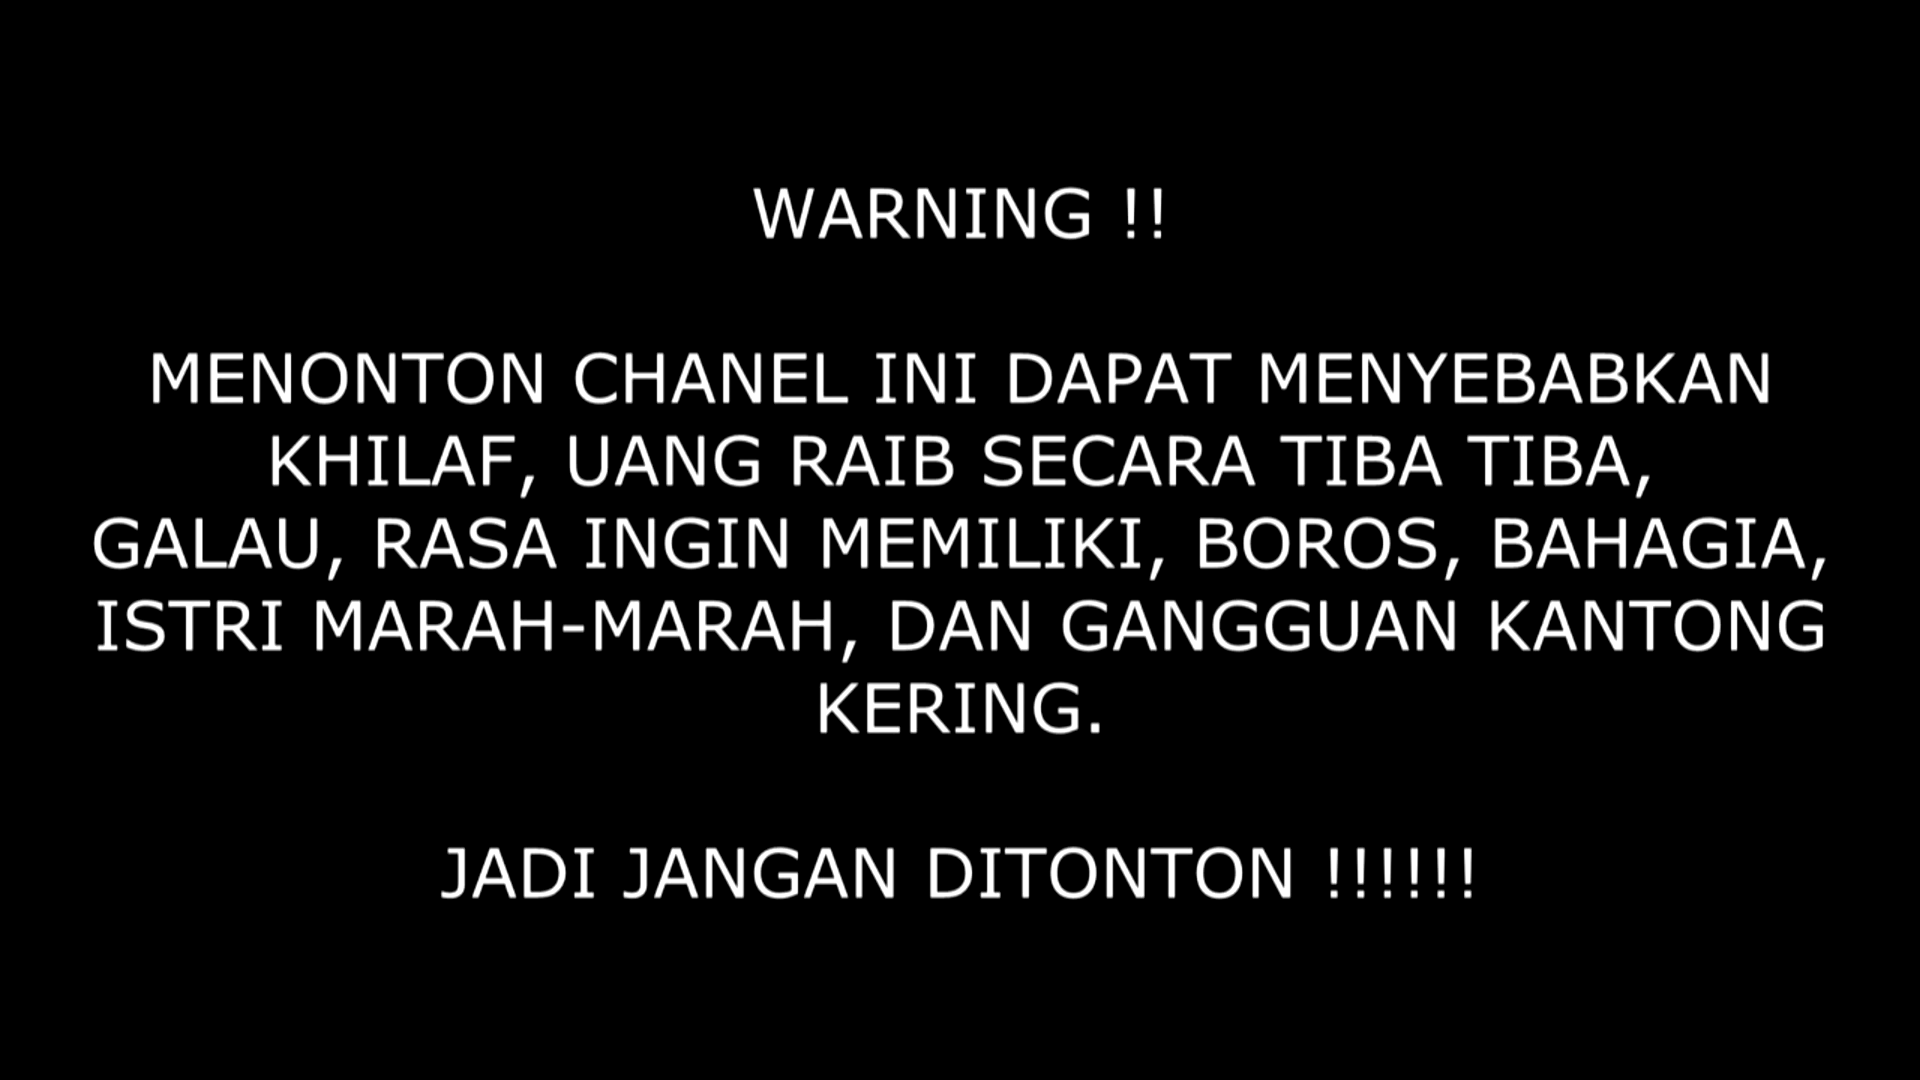 WARNING !!
MENONTON CHANEL INI DAPAT MENYEBABKAN
KHILAF, UANG RAIB SECARA TIBA TIBA,
GALAU, RASA INGIN MEMILIKI, BOROS, BAHAGIA,
ISTRI MARAH-MARAH, DAN GANGGUAN KANTONG
KERING.
JADI JANGAN DITONTON !!!!!!